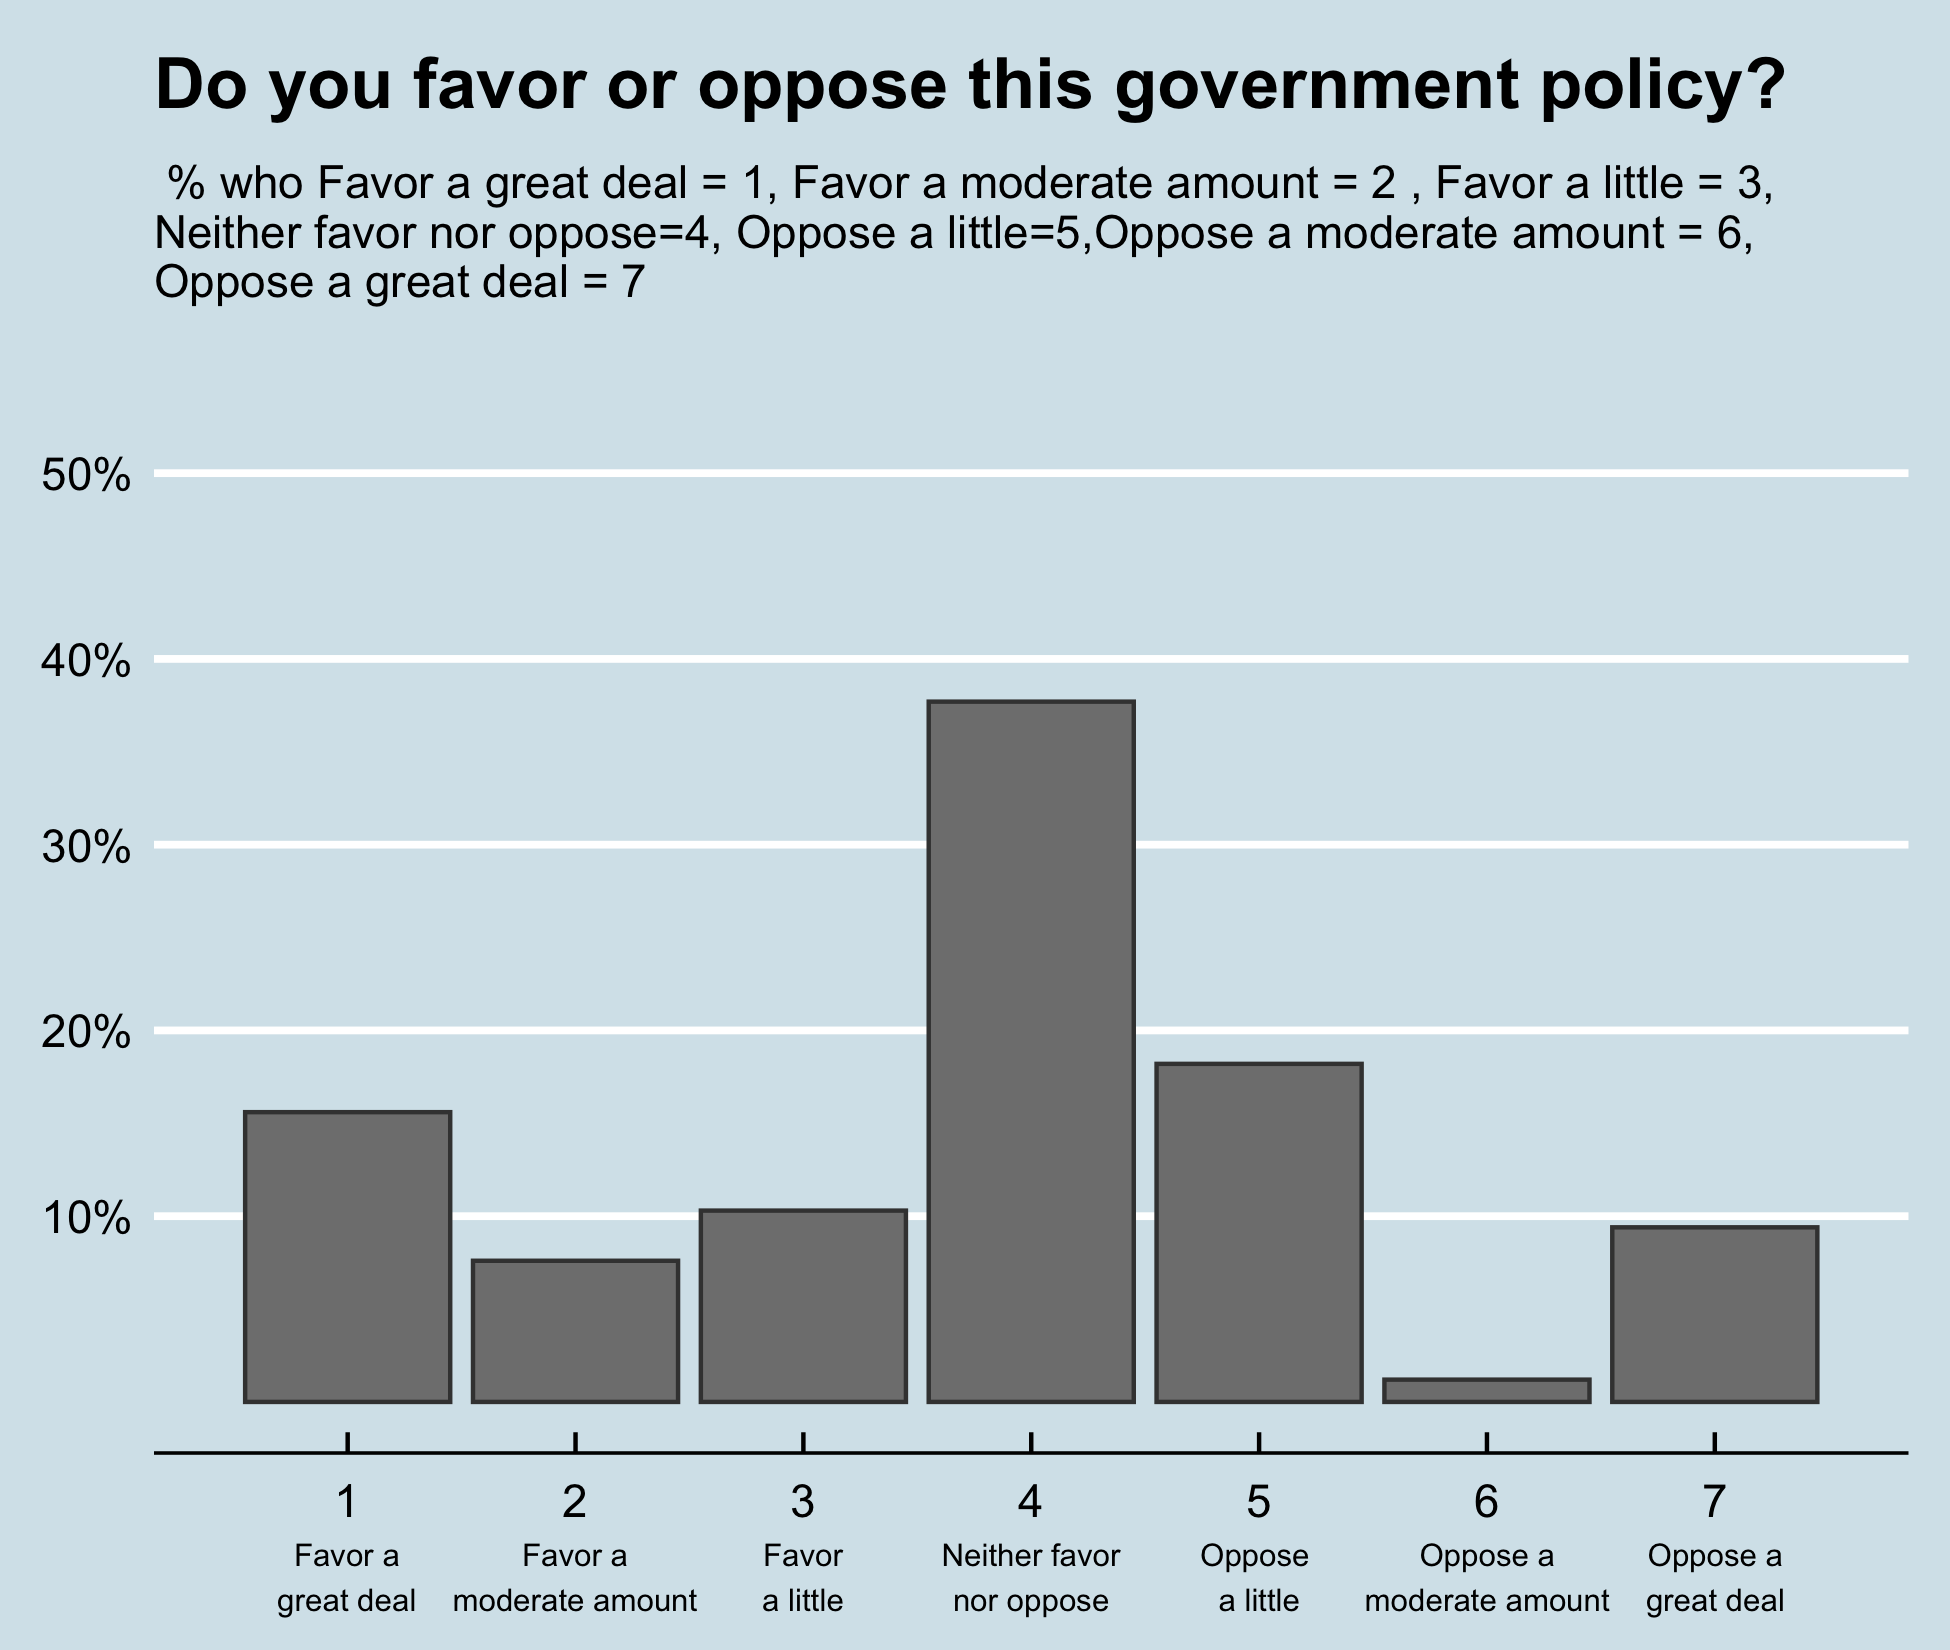 Do you favor or oppose this government policy?
% who Favor a great deal = 1, Favor a moderate amount = 2 , Favor a little = 3,
Neither favor nor oppose=4, Oppose a little=5,Oppose a moderate amount = 6,
Oppose a great deal = 7
50%
40%
30%
20%
10%
1 2 3 4 5 6 7
Favor a Favor a Favor Neither favor Oppose Oppose a Oppose a
great deal moderate amount a little nor oppose a little moderate amount great deal